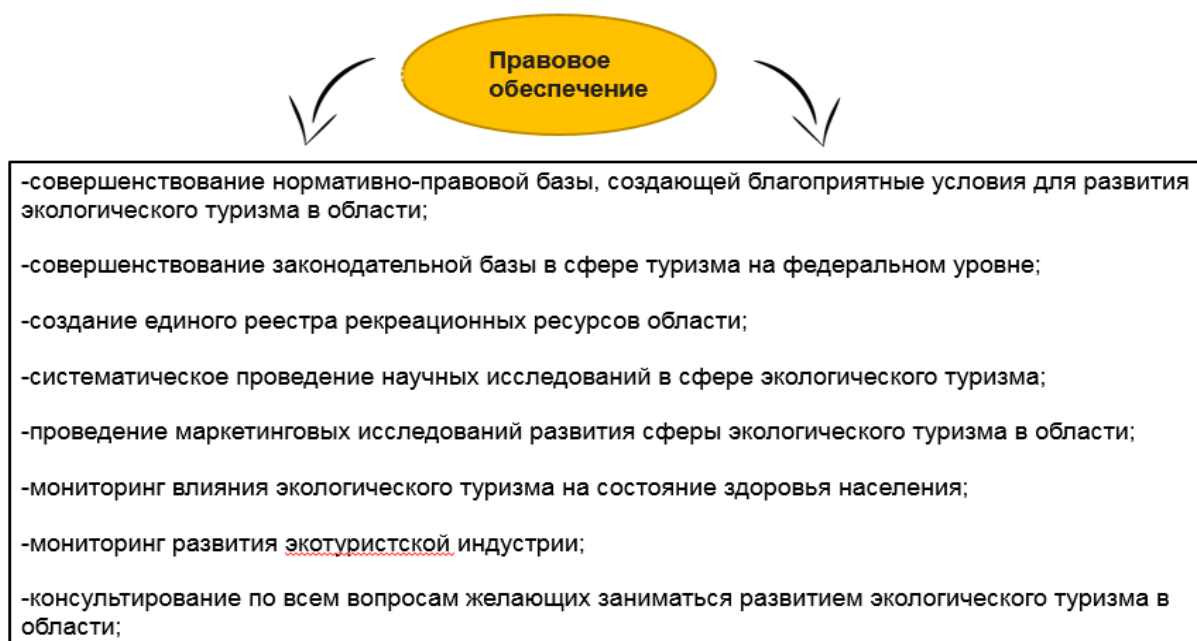 Правовое
обеспечение
-совершенствование нормативно-правовой базы, создающей благоприятные условия для развития
экологического туризма в области;
-совершенствование законодательной базы в сфере туризма на федеральном уровне;
-создание единого реестра рекреационных ресурсов области;
-систематическое проведение научных исследований в сфере экологического туризма;
-проведение маркетинговых исследований развития сферы экологического туризма в области;
-мониторинг влияния экологического туризма на состояние здоровья населения;
-мониторинг развития экотуристской индустрии;
-консультирование по всем вопросам желающих заниматься развитием экологического туризма в
области;